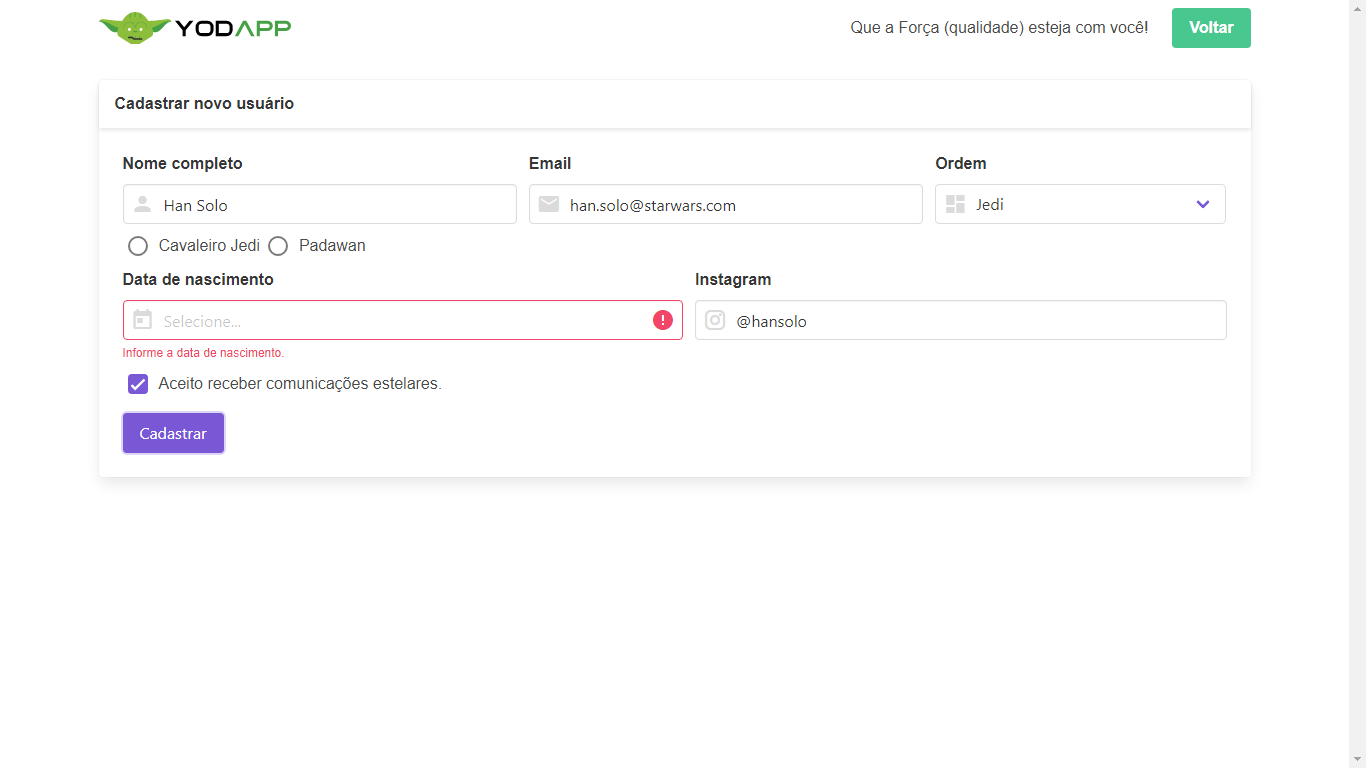 YODAPP
Que a Força (qualidade) esteja com você!
Voltar
Cadastrar novo usuário
Nome completo
Email
Ordem
Han Solo
han.solo@starwars.com
Jedi
Cavaleiro Jedi
Padawan
Data de nascimento
Instagram
Selecione...
@hansolo
Informe a data de nascimento.
Aceito receber comunicações estelares.
Cadastrar